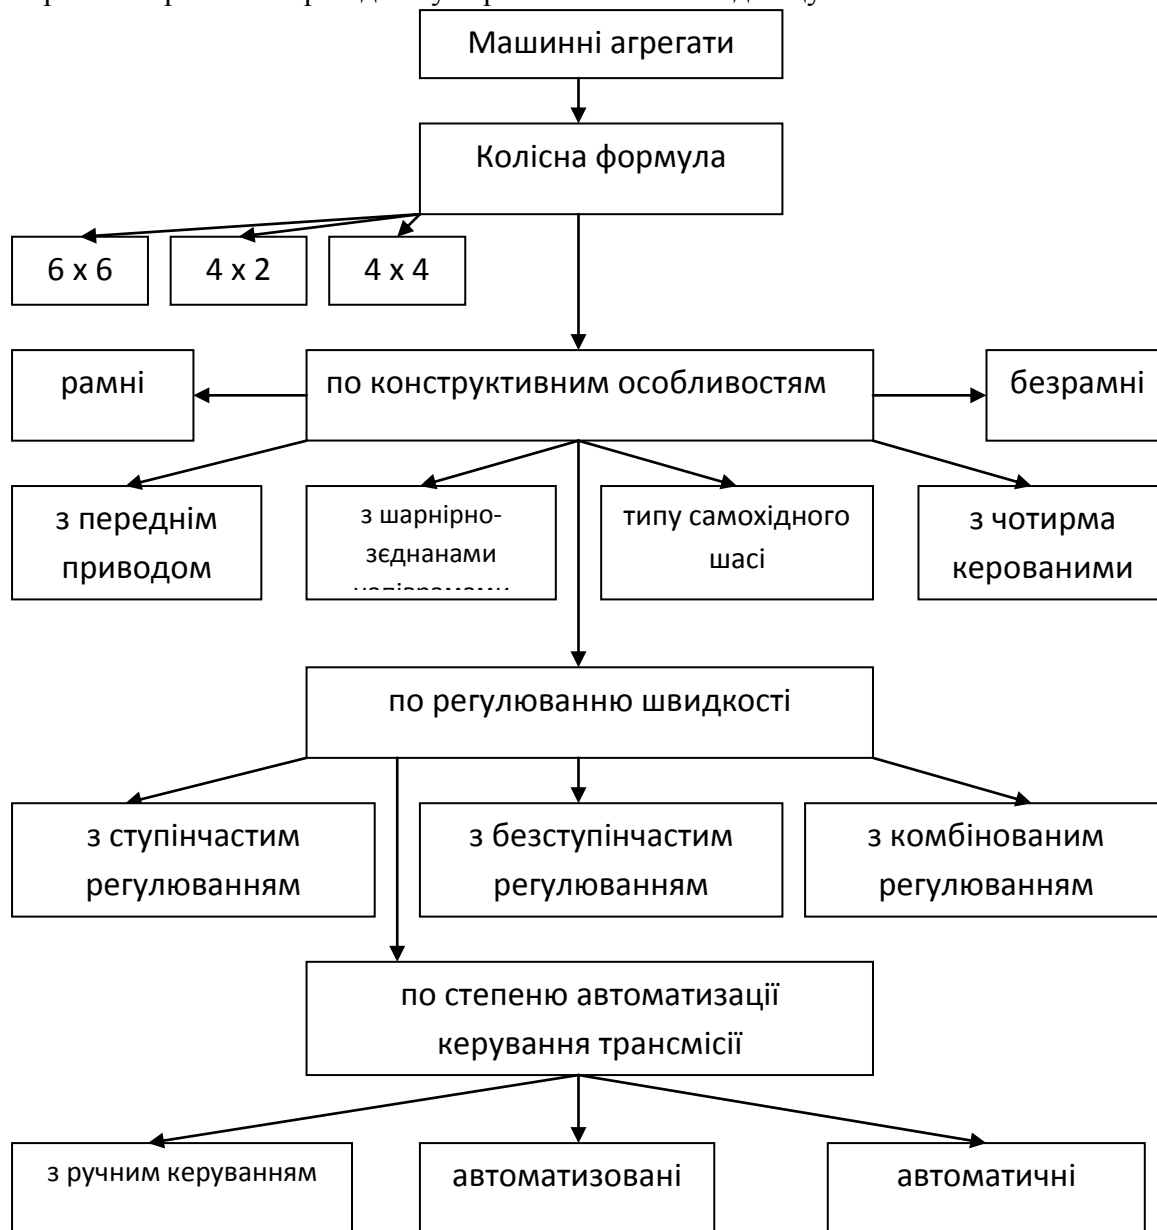 Машинні агрегати
Колісна формула
6 x 6
4 x 2
4 x 4
рамні
по конструктивним особливостям
безрамні
з переднім
приводом
з шарнірно-
зєднанами
типу самохідного
шасі
з чотирма
керованими
по регулюванню швидкості
з ступінчастим
регулюванням
з безступінчастим
регулюванням
з комбінованим
регулюванням
по степеню автоматизації
керування трансмісії
з ручним керуванням
автоматизовані
автоматичні